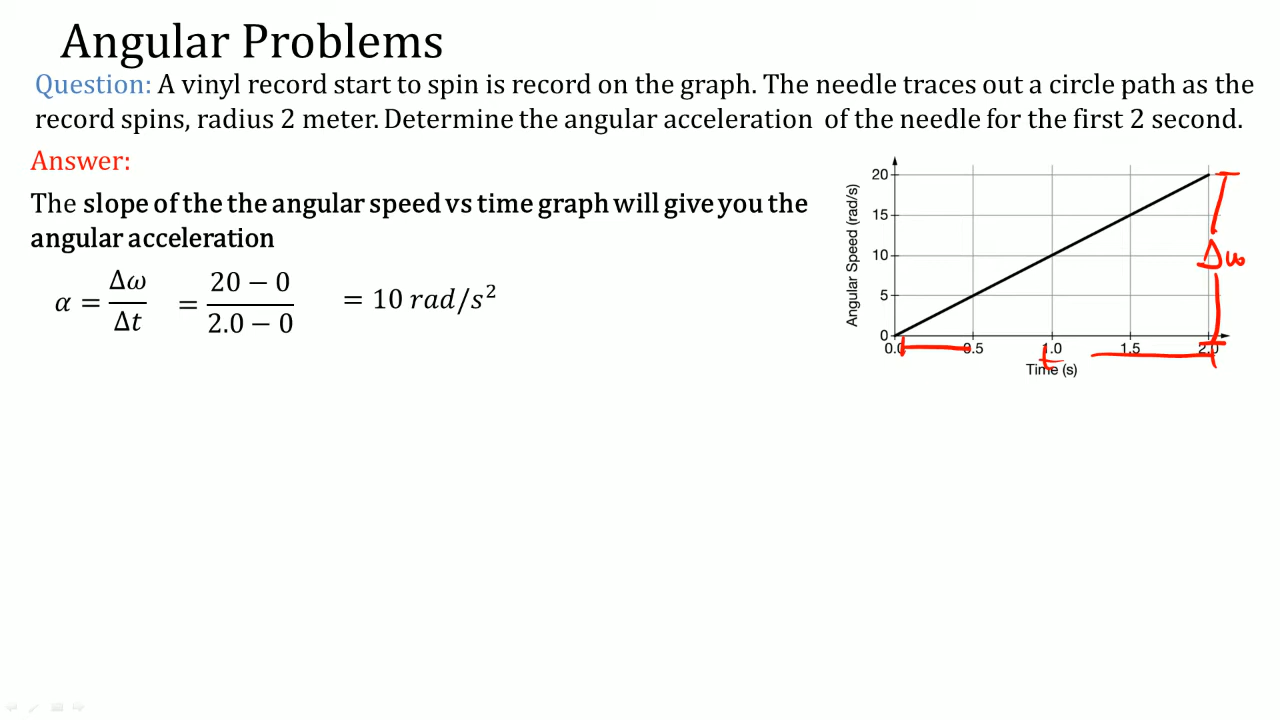 Angular Problems
Question: A vinyl record start to spin is record on the graph. The needle traces out a circle path as the
record spins, radius 2 meter. Determine the angular acceleration of the needle for the first 2 second.
Answer:
The slope of the the angular speed vs time graph will give you the
angular acceleration
α = Δω/Δt = (20 − 0)/(2.0 − 0) = 10 rad/s²
Angular Speed (rad/s)
20
15
10
5
0
Δω
0.0 0.5 1.0 1.5 2.0
t
Time (s)